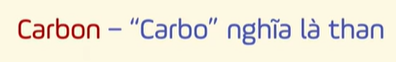 Carbon – “Carbo” nghĩa là than